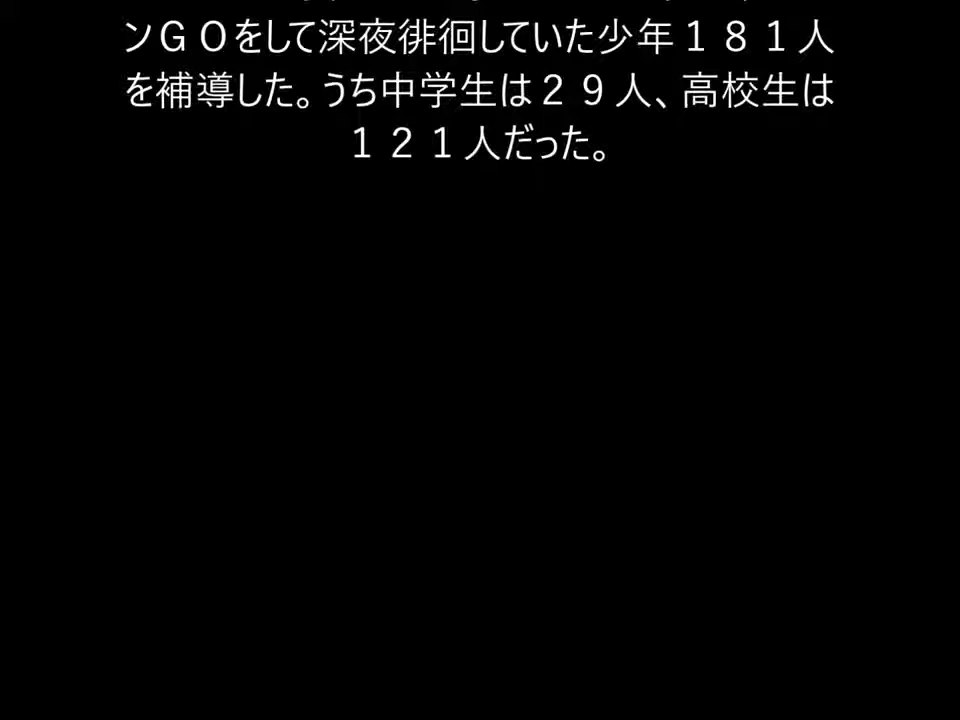 ンＧＯをして深夜徘徊していた少年１８１人
を補導した。うち中学生は２９人、高校生は
１２１人だった。